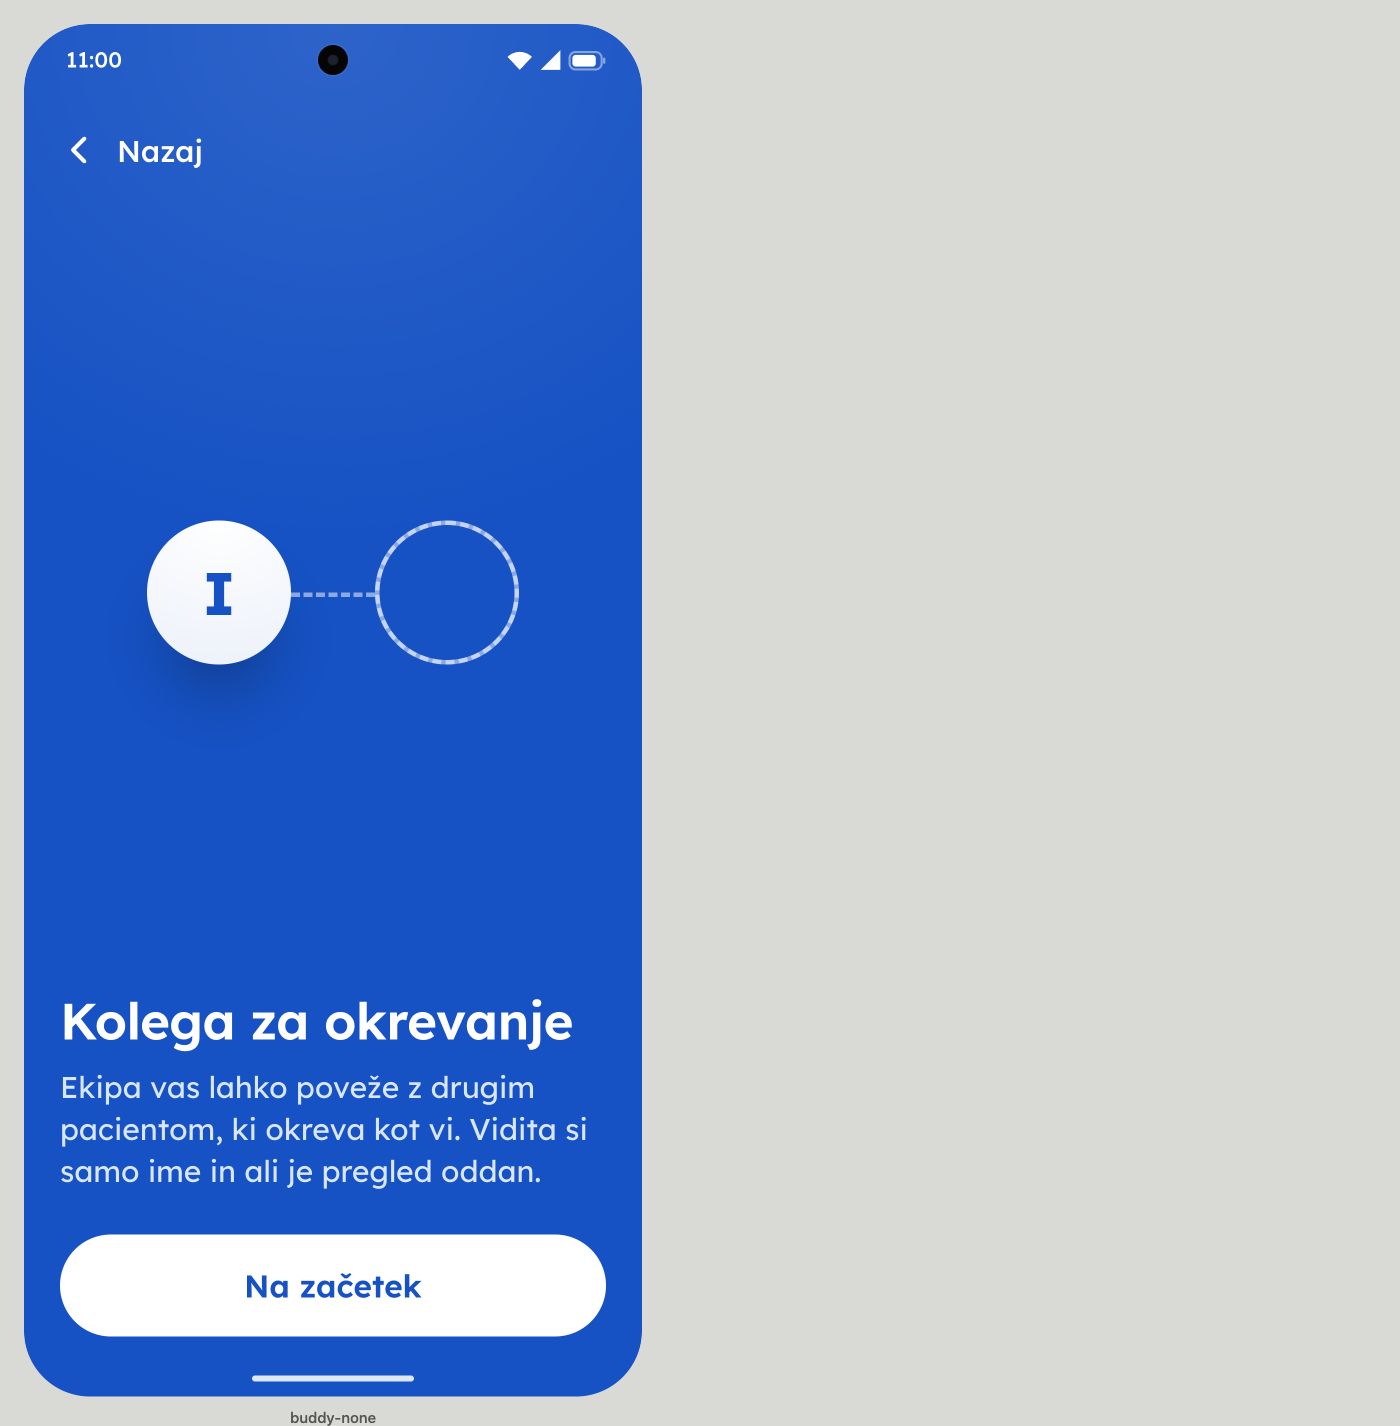 11:00
Nazaj
I
Kolega za okrevanje
Ekipa vas lahko poveže z drugim
pacientom, ki okreva kot vi. Vidita si
samo ime in ali je pregled oddan.
Na začetek
buddy-none